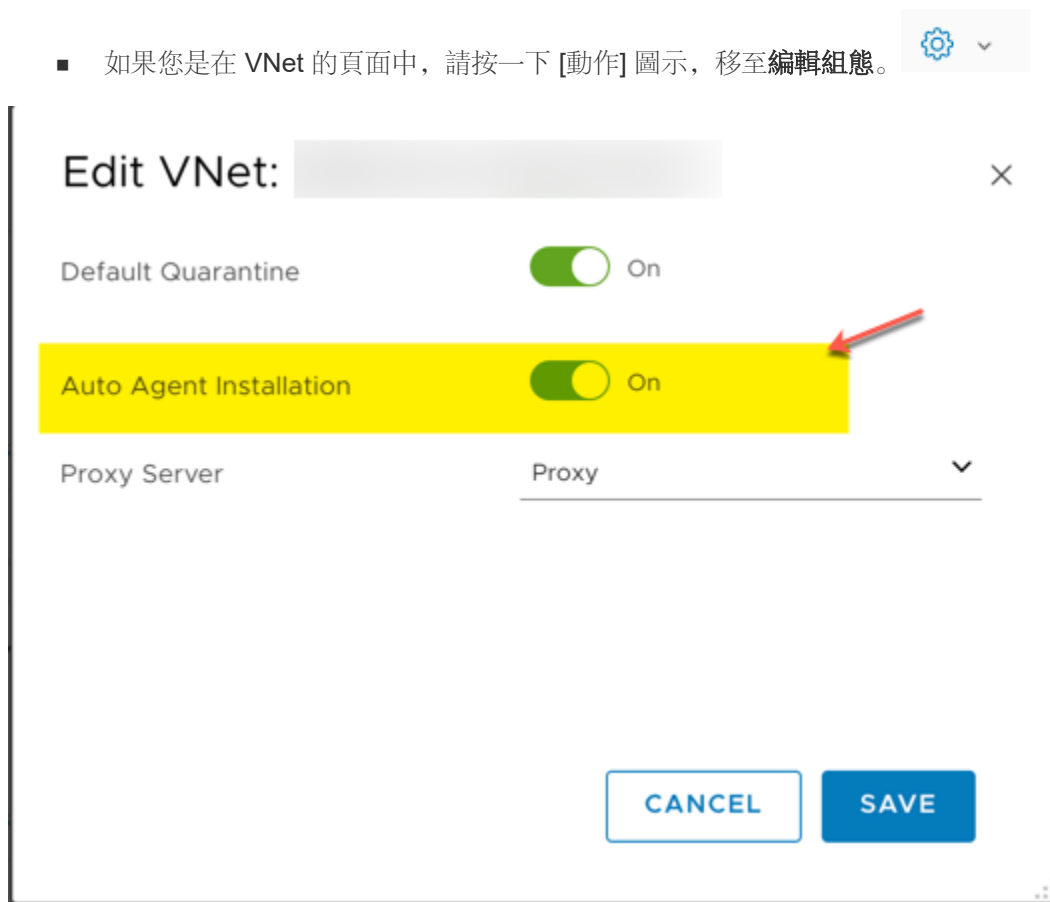 ■ 如果您是在 VNet 的頁面中，請按一下 [動作] 圖示，移至編輯組態。
Edit VNet:
Default Quarantine On
Auto Agent Installation On
Proxy Server Proxy
CANCEL SAVE